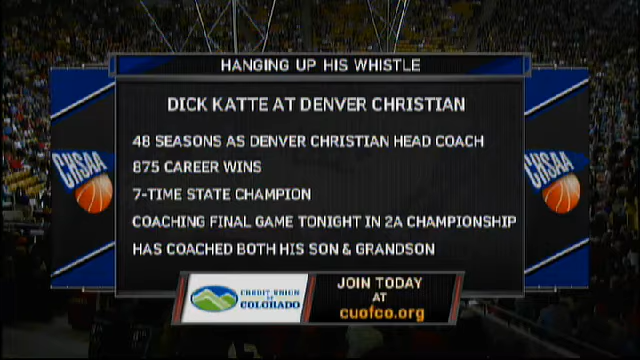 HANGING UP HIS WHISTLE
DICK KATTE AT DENVER CHRISTIAN
48 SEASONS AS DENVER CHRISTIAN HEAD COACH
875 CAREER WINS
7-TIME STATE CHAMPION
COACHING FINAL GAME TONIGHT IN 2A CHAMPIONSHIP
HAS COACHED BOTH HIS SON & GRANDSON
CHSAA
CHSAA
CREDIT UNION
OF
COLORADO
JOIN TODAY
AT
cuofco.org